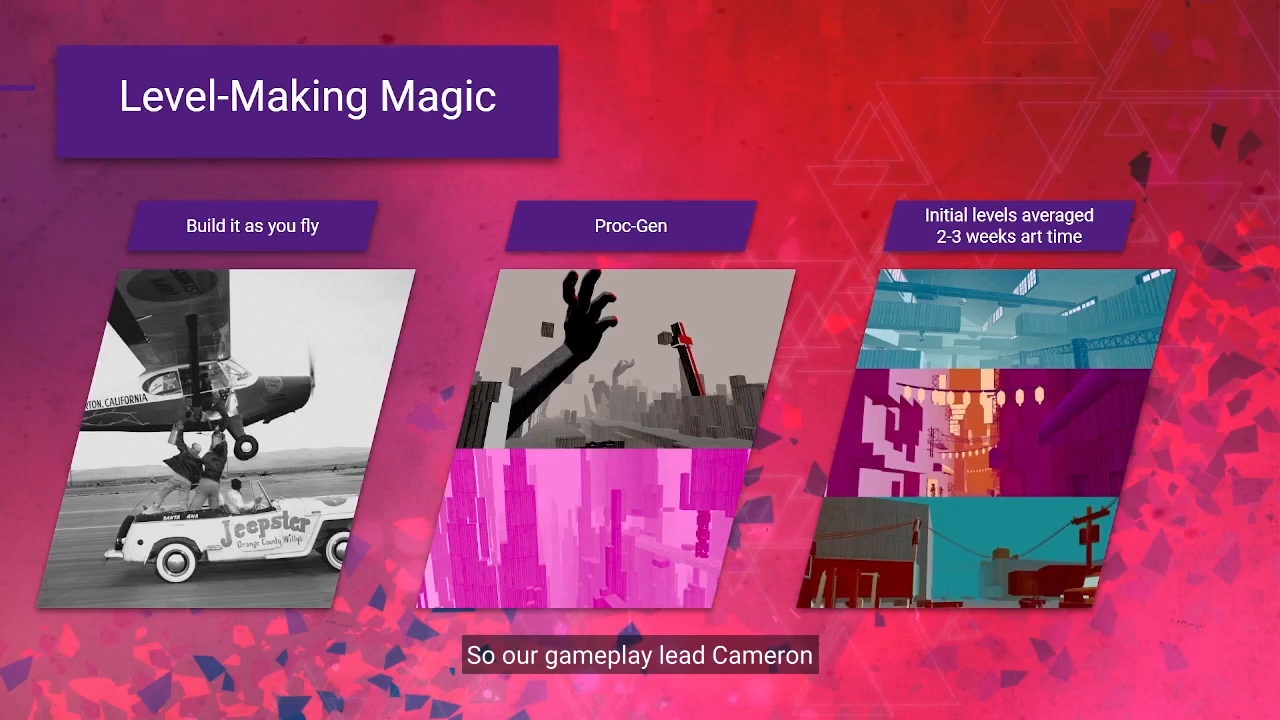 Level-Making Magic
Build it as you fly
Proc-Gen
Initial levels averaged
2-3 weeks art time
CALIFORNIA
SANTA ANA
Jeepster
Orange County Willys
So our gameplay lead Cameron